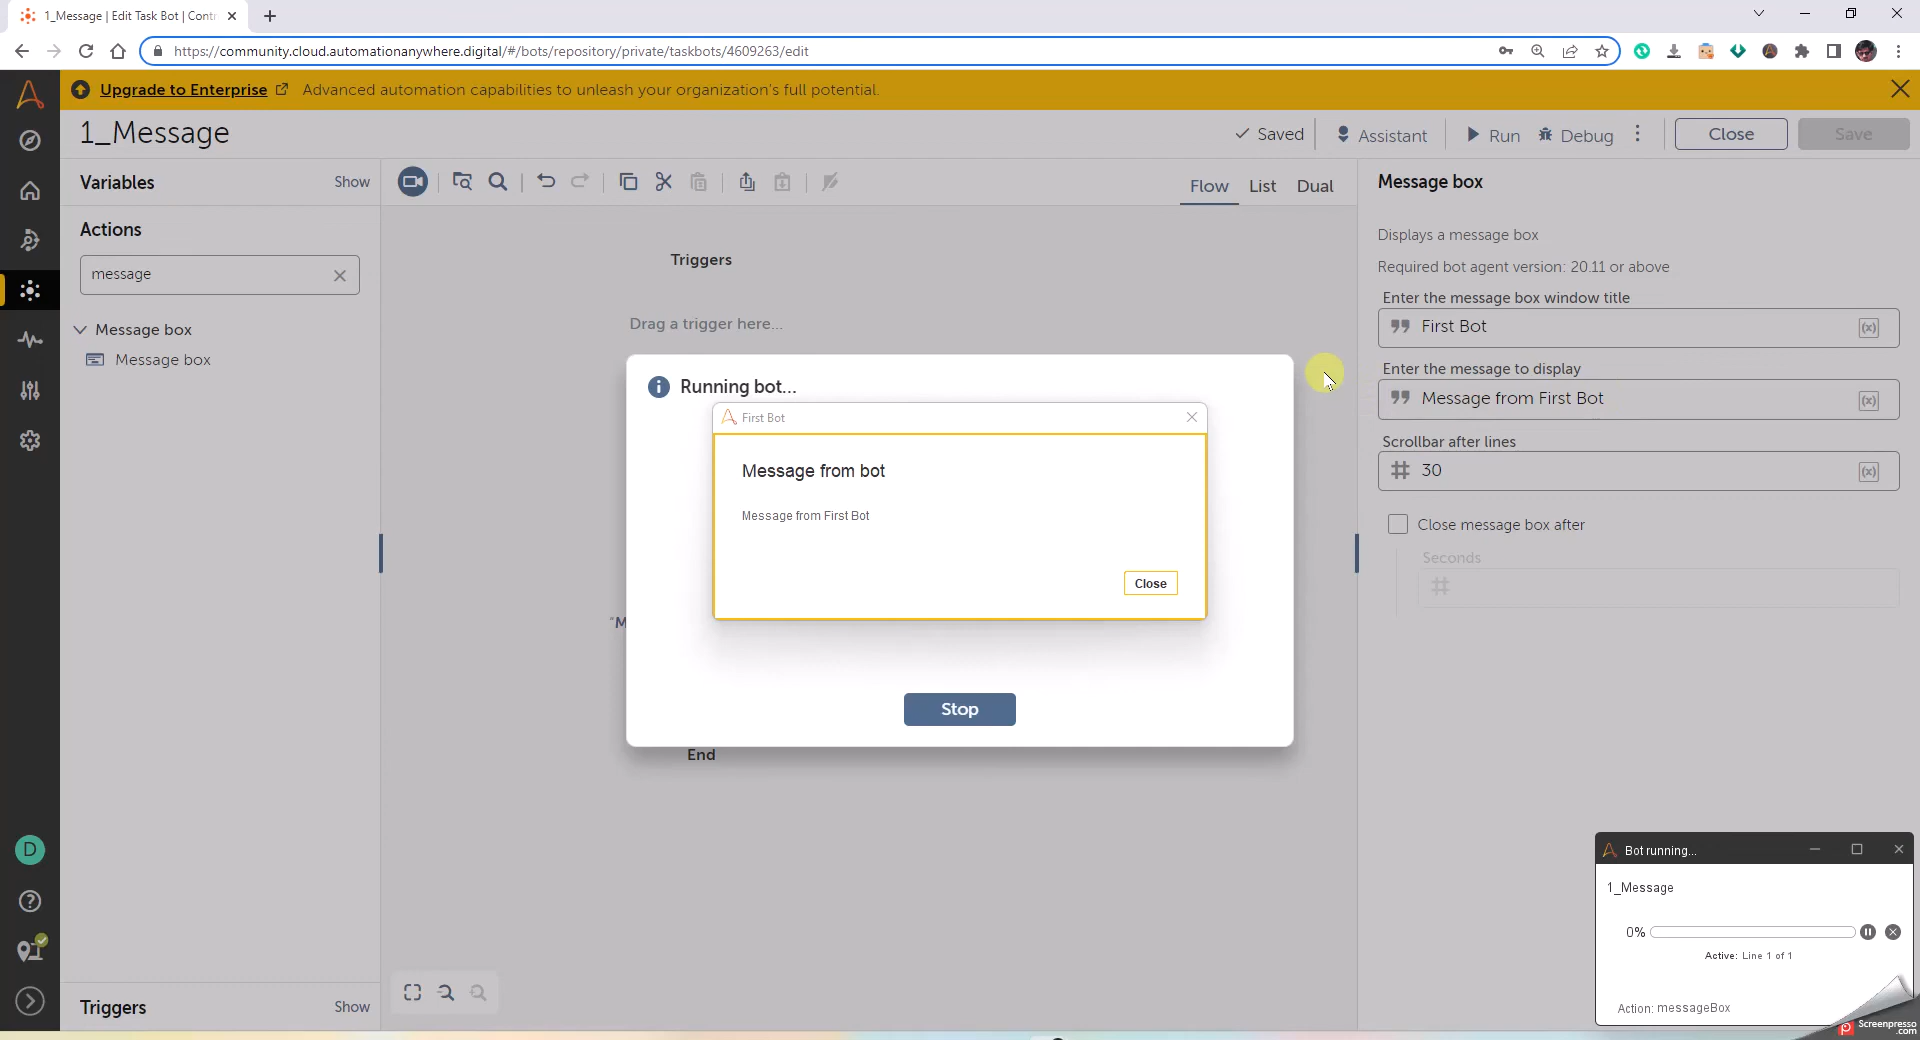 1_Message | Edit Task Bot | Contr
https://community.cloud.automationanywhere.digital/#/bots/repository/private/taskbots/4609263/edit
Upgrade to Enterprise Advanced automation capabilities to unleash your organization's full potential.
1_Message
Saved
Assistant
Run
Debug
Close
Save
Variables
Show
Actions
message
Message box
Message box
Triggers
Show
Flow
List
Dual
Triggers
Drag a trigger here...
"M
End
Running bot...
First Bot
Message from bot
Message from First Bot
Close
Stop
Message box
Displays a message box
Required bot agent version: 20.11 or above
Enter the message box window title
First Bot
(x)
Enter the message to display
Message from First Bot
(x)
Scrollbar after lines
30
(x)
Close message box after
Seconds
D
Bot running...
1_Message
0%
Active: Line 1 of 1
Action: messageBox
Screenpresso
.com